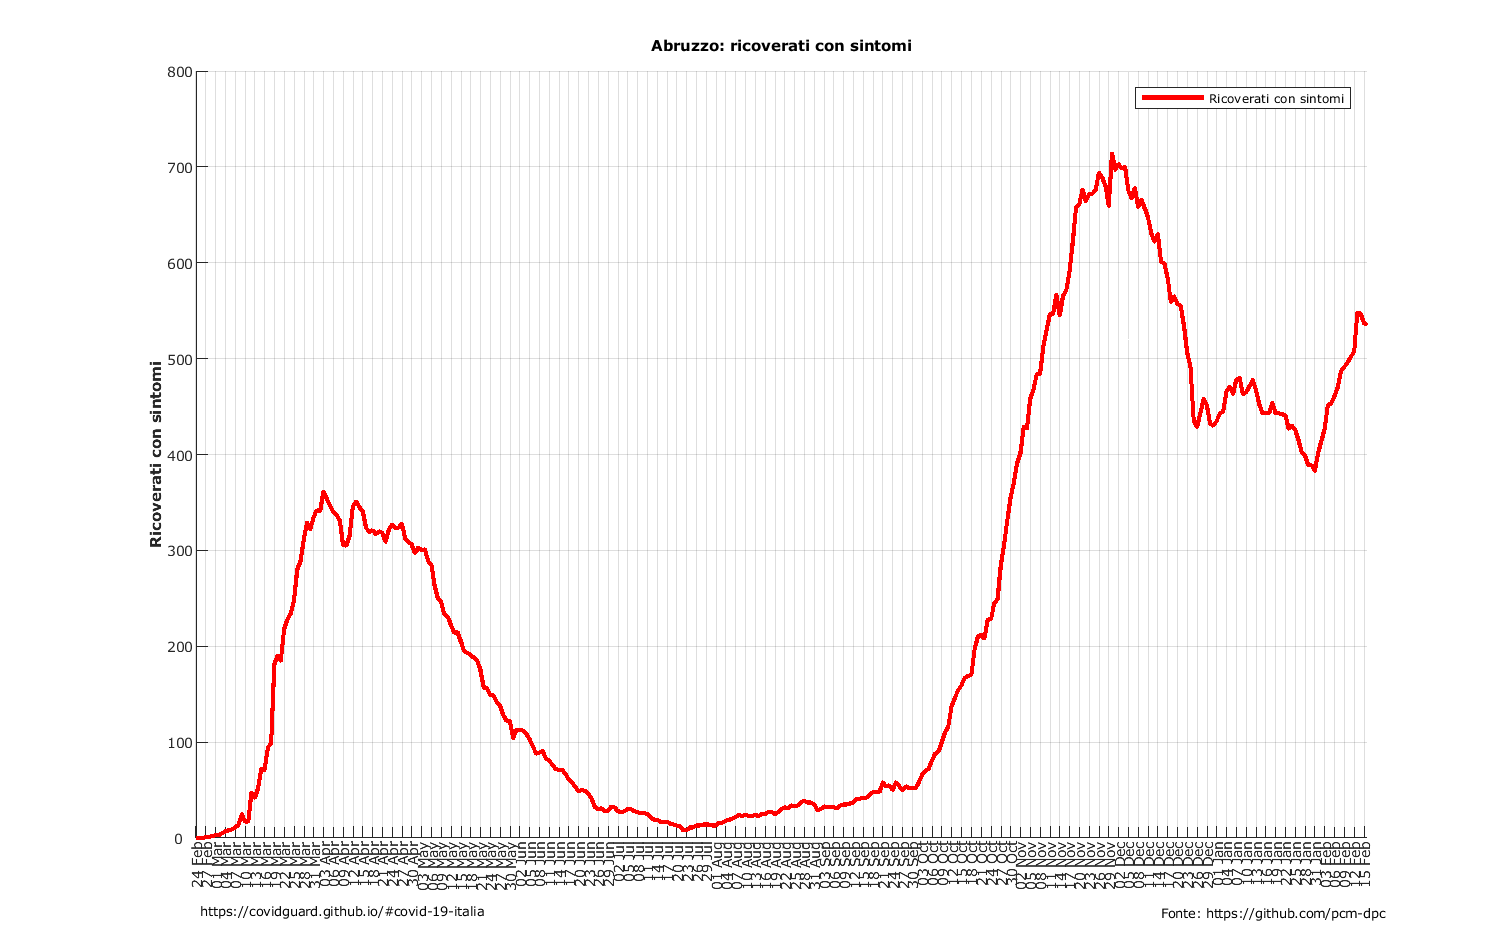 Abruzzo: ricoverati con sintomi
Ricoverati con sintomi
Ricoverati con sintomi
800
700
600
500
400
300
200
100
0
24 Feb
27 Feb
01 Mar
04 Mar
07 Mar
10 Mar
13 Mar
16 Mar
19 Mar
22 Mar
25 Mar
28 Mar
31 Mar
03 Apr
06 Apr
09 Apr
12 Apr
15 Apr
18 Apr
21 Apr
24 Apr
27 Apr
30 Apr
03 May
06 May
09 May
12 May
15 May
18 May
21 May
24 May
27 May
30 May
02 Jun
05 Jun
08 Jun
11 Jun
14 Jun
17 Jun
20 Jun
23 Jun
26 Jun
29 Jun
02 Jul
05 Jul
08 Jul
11 Jul
14 Jul
17 Jul
20 Jul
23 Jul
26 Jul
29 Jul
01 Aug
04 Aug
07 Aug
10 Aug
13 Aug
16 Aug
19 Aug
22 Aug
25 Aug
28 Aug
31 Aug
03 Sep
06 Sep
09 Sep
12 Sep
15 Sep
18 Sep
21 Sep
24 Sep
27 Sep
30 Sep
03 Oct
06 Oct
09 Oct
12 Oct
15 Oct
18 Oct
21 Oct
24 Oct
27 Oct
30 Oct
02 Nov
05 Nov
08 Nov
11 Nov
14 Nov
17 Nov
20 Nov
23 Nov
26 Nov
29 Nov
02 Dec
05 Dec
08 Dec
11 Dec
14 Dec
17 Dec
20 Dec
23 Dec
26 Dec
29 Dec
01 Jan
04 Jan
07 Jan
10 Jan
13 Jan
16 Jan
19 Jan
22 Jan
25 Jan
28 Jan
31 Jan
03 Feb
06 Feb
09 Feb
12 Feb
15 Feb
https://covidguard.github.io/#covid-19-italia
Fonte: https://github.com/pcm-dpc